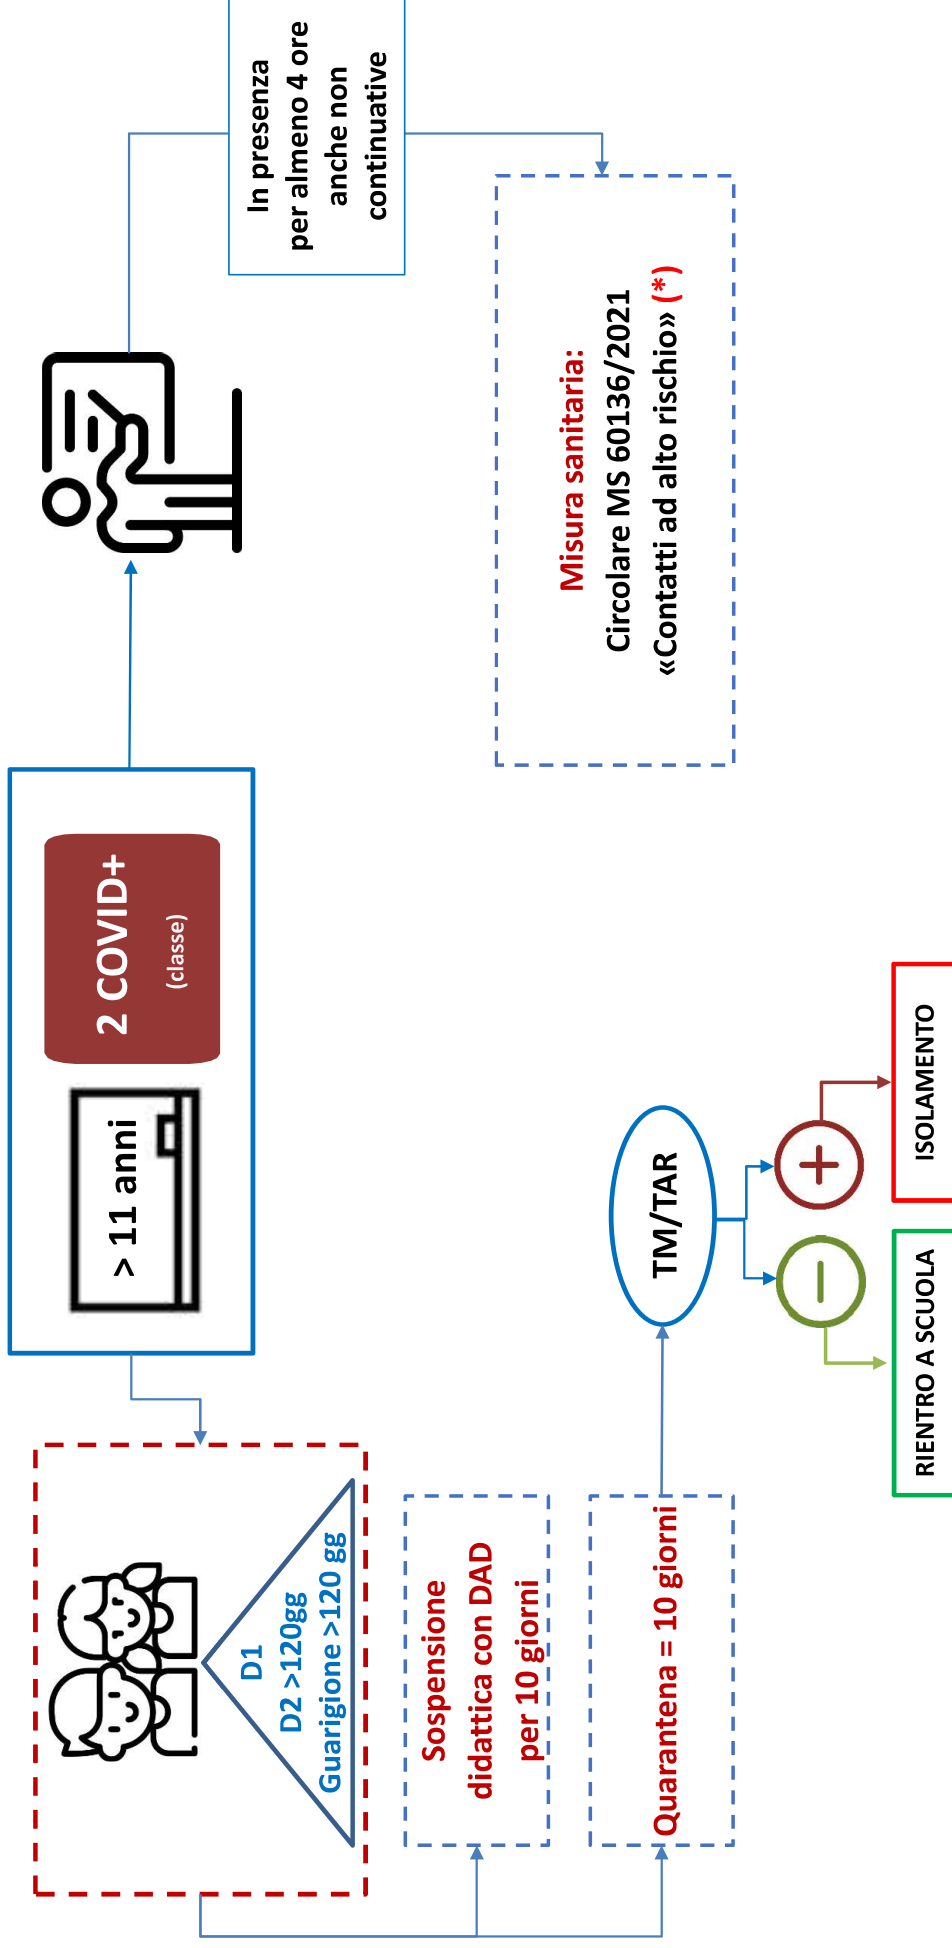 > 11 anni
2 COVID+
(classe)
D1
D2 >120gg
Guarigione >120 gg
Sospensione
didattica con DAD
per 10 giorni
Quarantena = 10 giorni
TM/TAR
RIENTRO A SCUOLA
ISOLAMENTO
In presenza
per almeno 4 ore
anche non
continuative
Misura sanitaria:
Circolare MS 60136/2021
«Contatti ad alto rischio» (*)